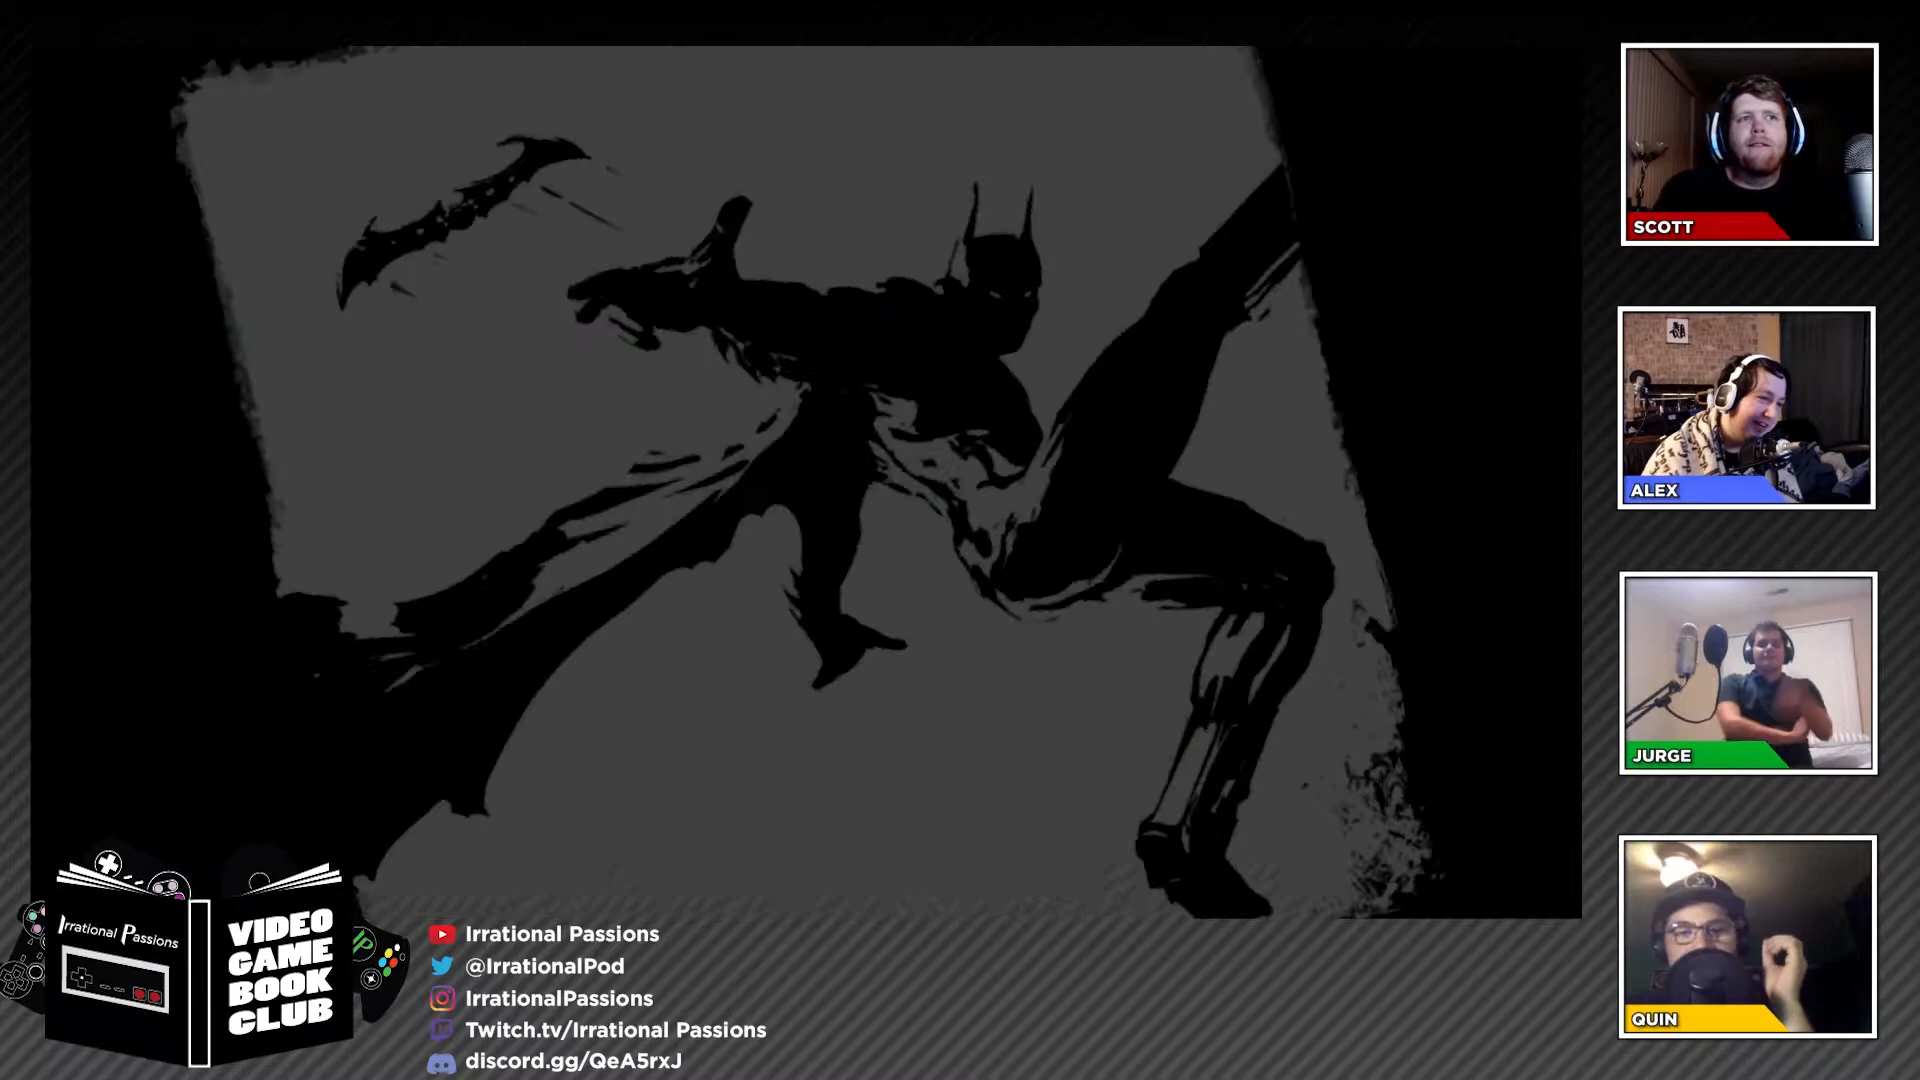 SCOTT
ALEX
JURGE
QUIN
Irrational Passions
VIDEO
GAME
BOOK
CLUB
Irrational Passions
@IrrationalPod
IrrationalPassions
Twitch.tv/Irrational Passions
discord.gg/QeA5rxJ